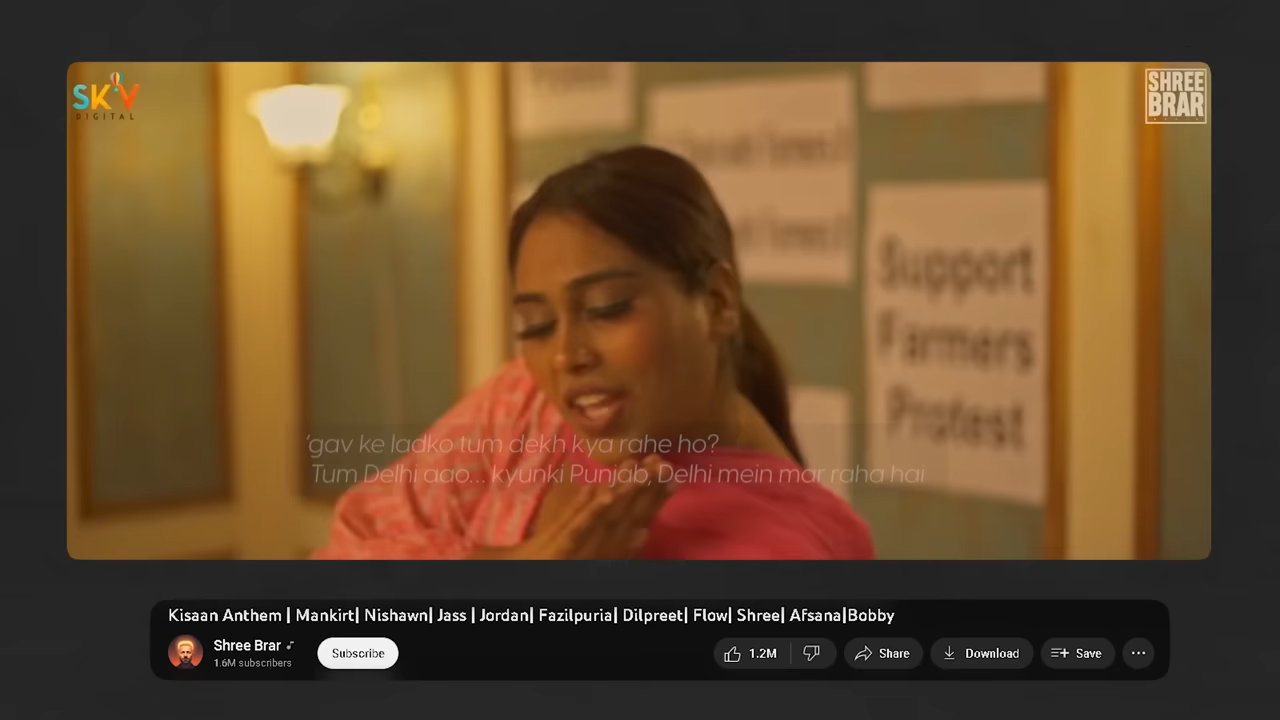 SKV
DIGITAL
SHREE
BRAR
Support
Farmers
Protest
'gav ke ladko tum dekh kya rahe ho?
Tum Delhi aao... kyunki Punjab, Delhi mein mar raha hai
Kisaan Anthem | Mankirt| Nishawn| Jass | Jordan| Fazilpuria| Dilpreet| Flow| Shree| Afsana|Bobby
Shree Brar
1.6M subscribers
Subscribe
1.2M
Share
Download
Save